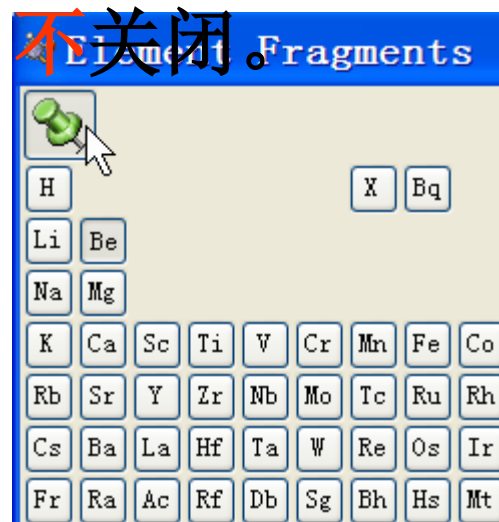 不关闭。
Element Fragments
H X Bq
Li Be
Na Mg
K Ca Sc Ti V Cr Mn Fe Co
Rb Sr Y Zr Nb Mo Tc Ru Rh
Cs Ba La Hf Ta W Re Os Ir
Fr Ra Ac Rf Db Sg Bh Hs Mt